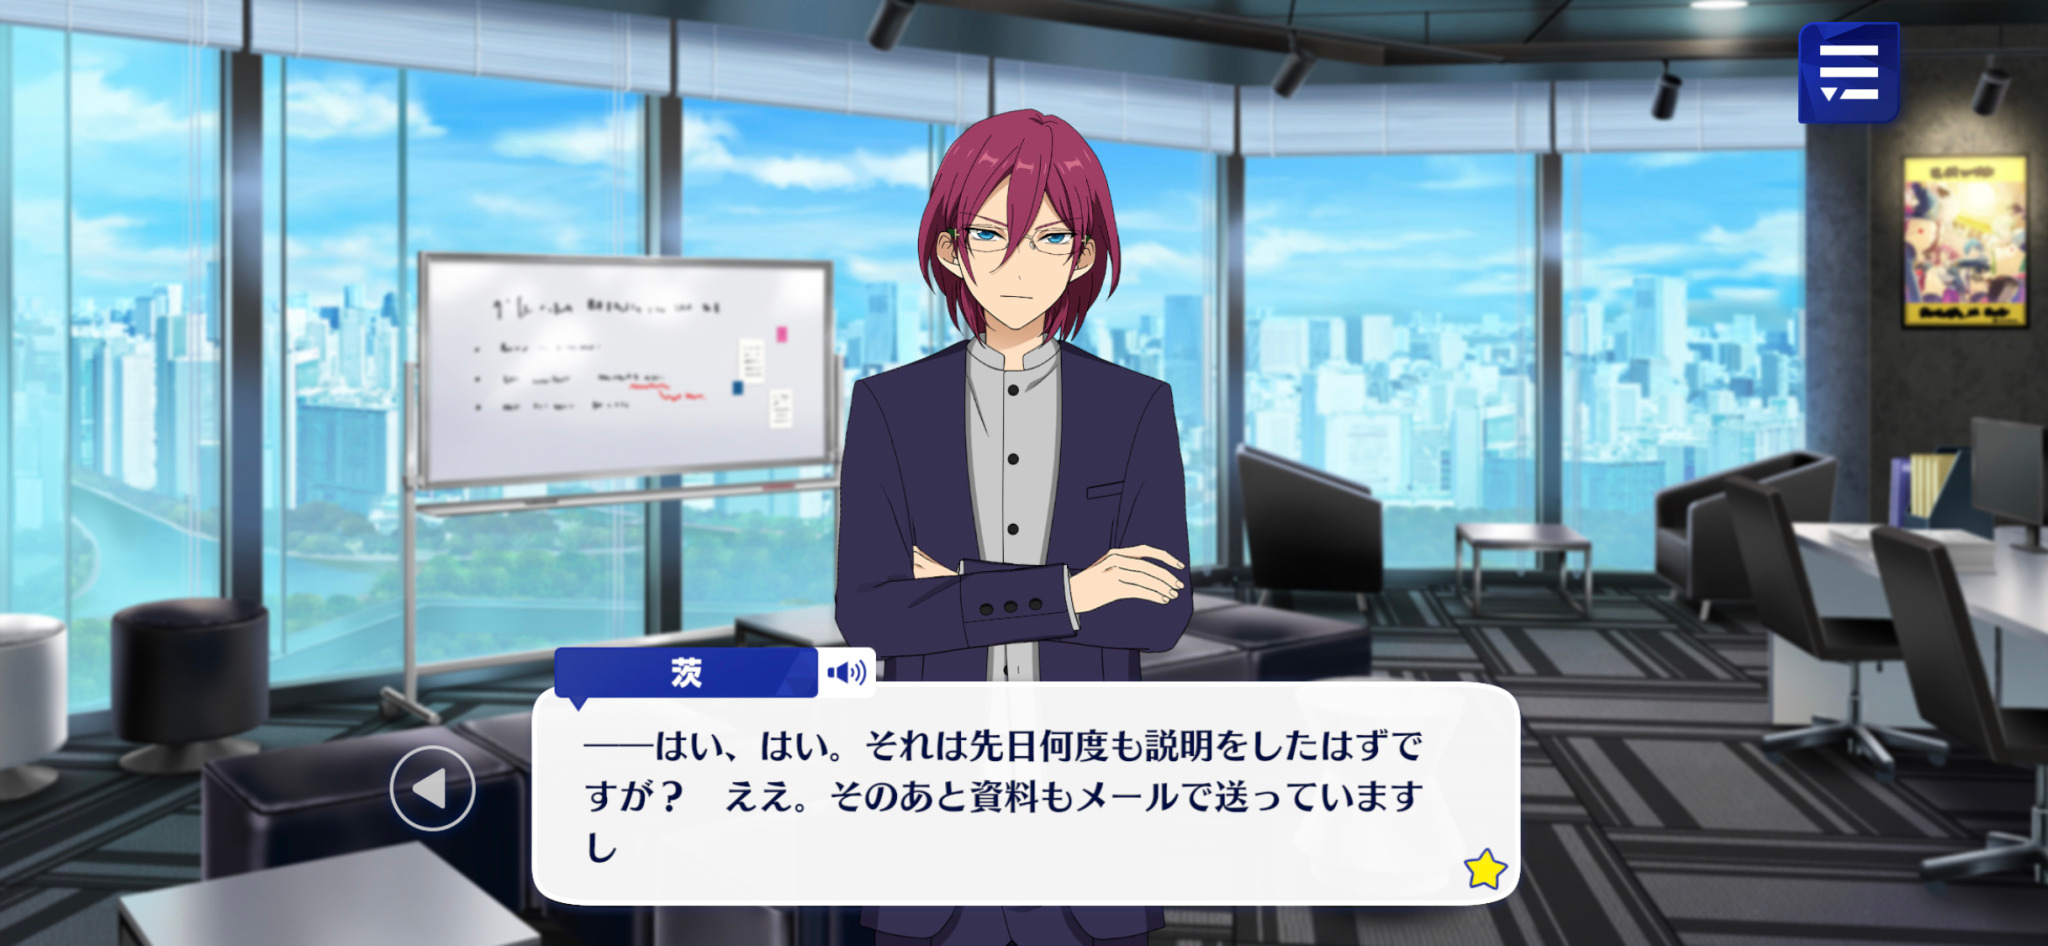 茨
――はい、はい。それは先日何度も説明をしたはずで
すが？　ええ。そのあと資料もメールで送っています
し